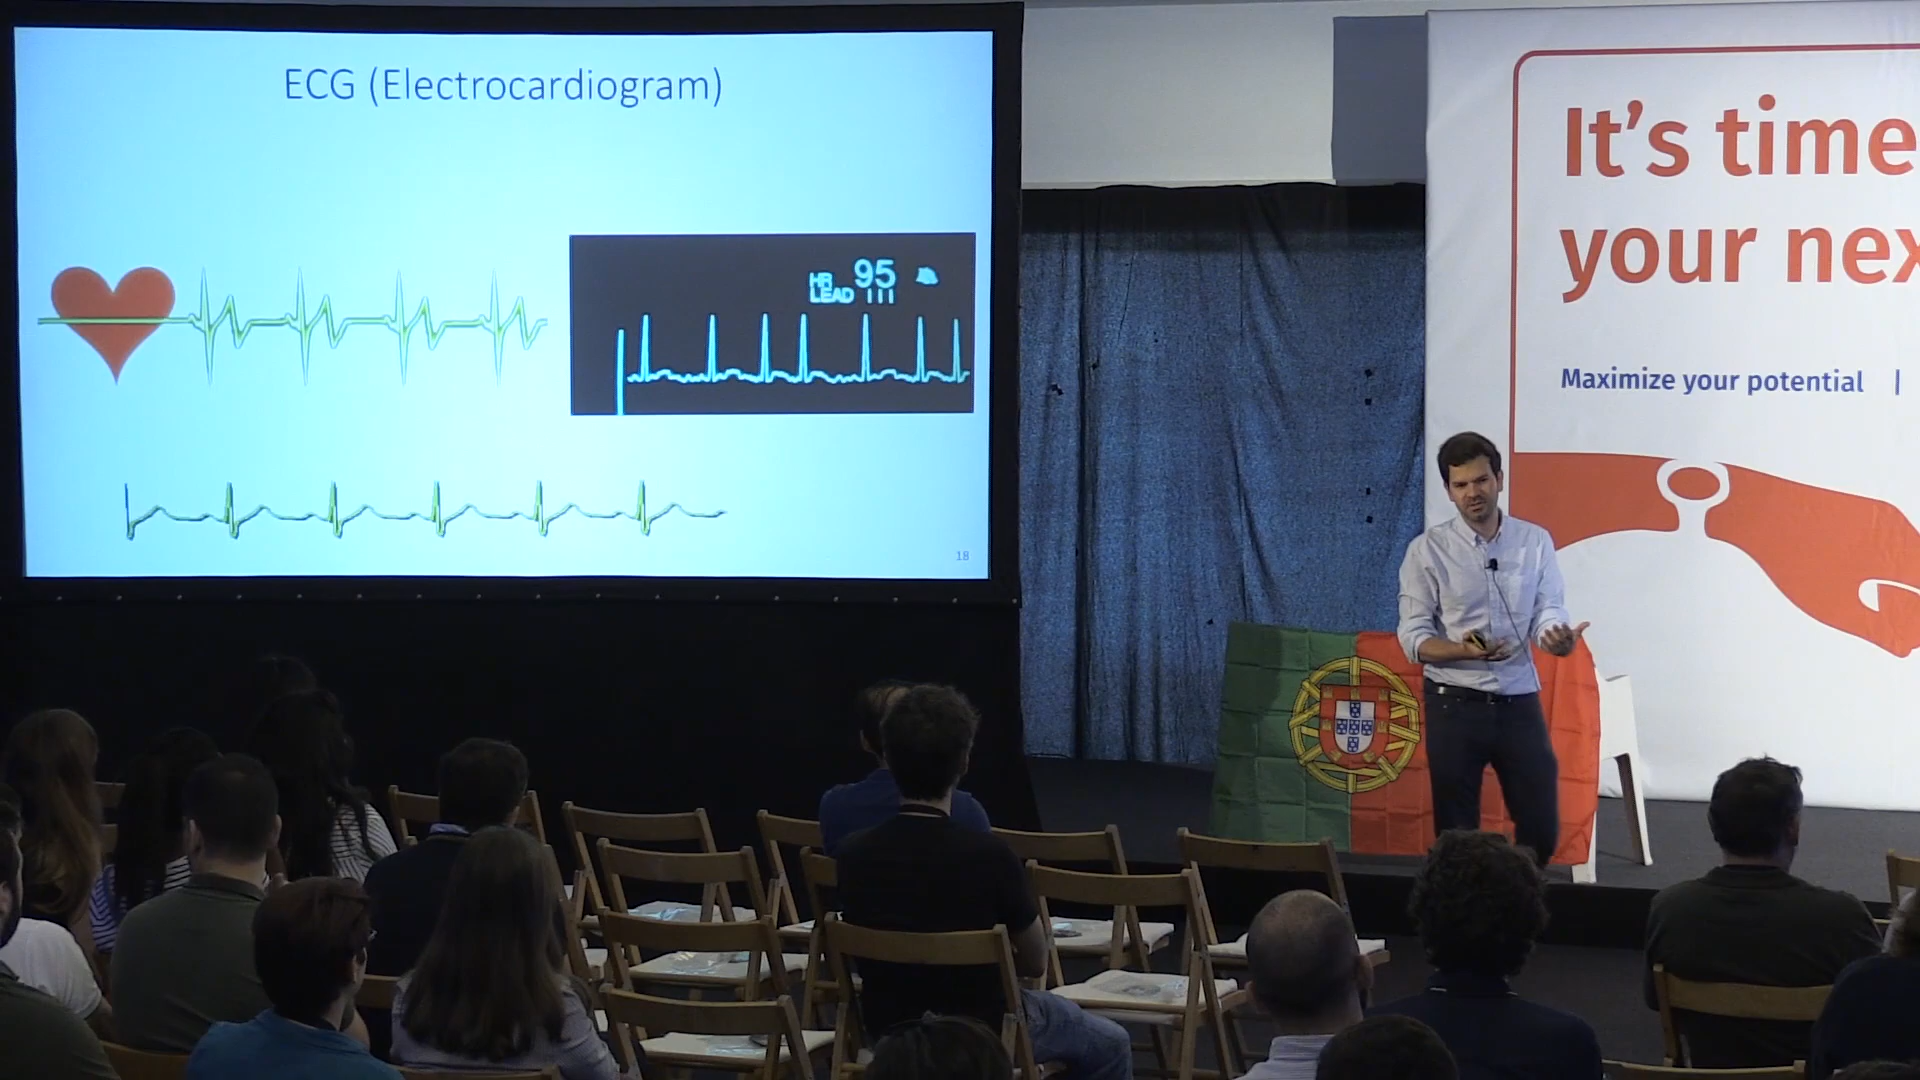 ECG (Electrocardiogram)
HR 95
LEAD III
18
It's time
your nex
Maximize your potential |